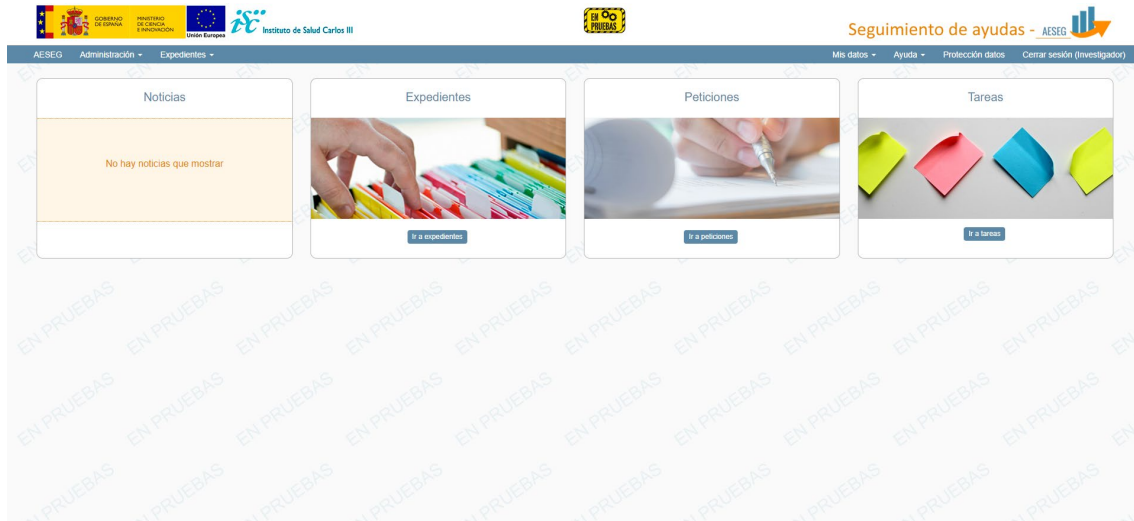 GOBIERNO DE ESPAÑA
MINISTERIO DE CIENCIA E INNOVACIÓN
Unión Europea
Instituto de Salud Carlos III
EN PRUEBAS
Seguimiento de ayudas - AESEG
AESEG Administración Expedientes Mis datos Ayuda Protección datos Cerrar sesión (Investigador)
Noticias
No hay noticias que mostrar
Expedientes
Ir a expedientes
Peticiones
Ir a peticiones
Tareas
Ir a tareas
EN PRUEBAS